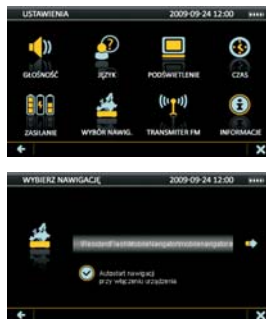 USTAWIENIA 2009-09-24 12:00
GŁOŚNOŚĆ JĘZYK PODŚWIETLENIE CZAS
ZASILANIE WYBÓR NAWIG. TRANSMITER FM INFORMACJE
WYBIERZ NAWIGACJĘ 2009-09-24 12:00
Autostart nawigacji
przy włączeniu urządzenia